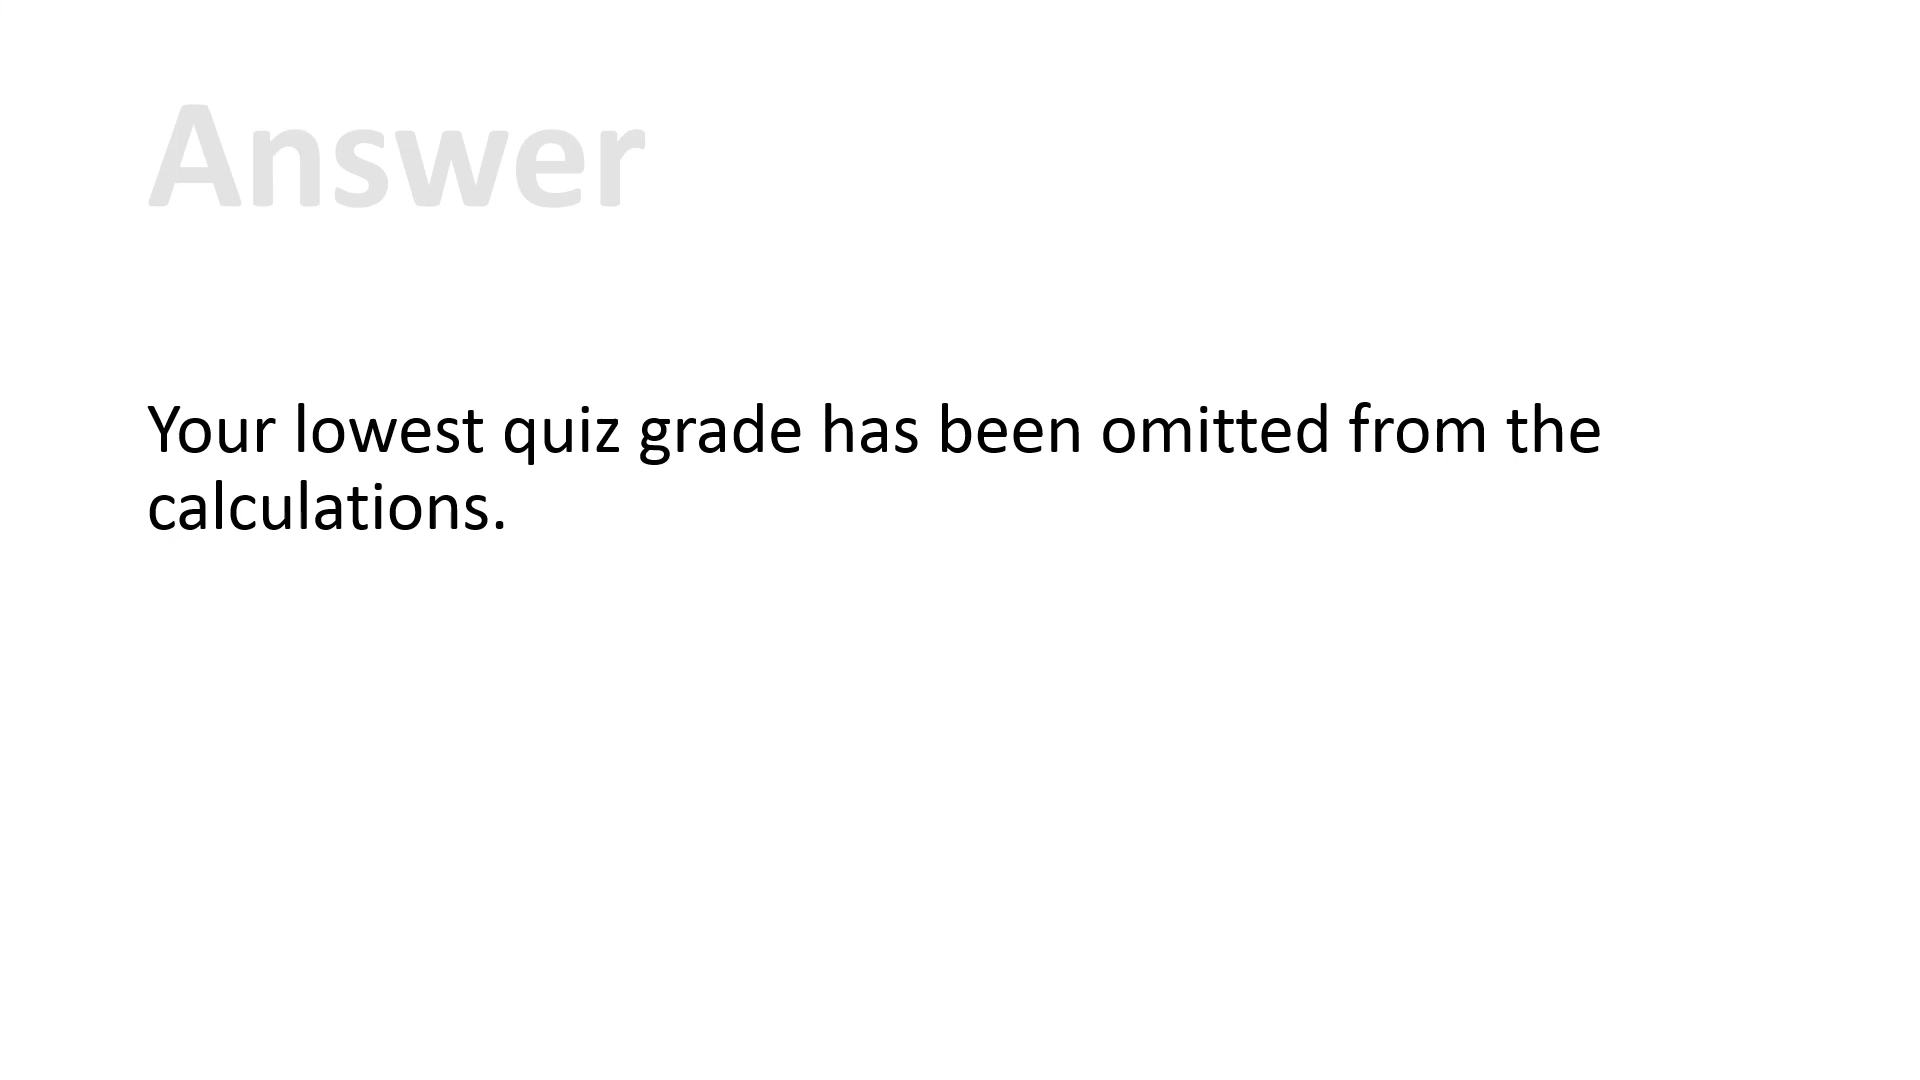 Answer
Your lowest quiz grade has been omitted from the
calculations.